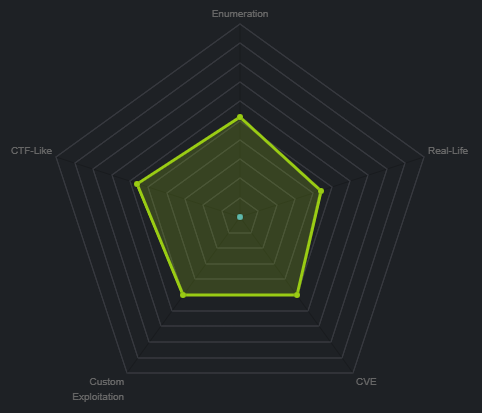 Enumeration
CTF-Like
Real-Life
Custom
Exploitation
CVE